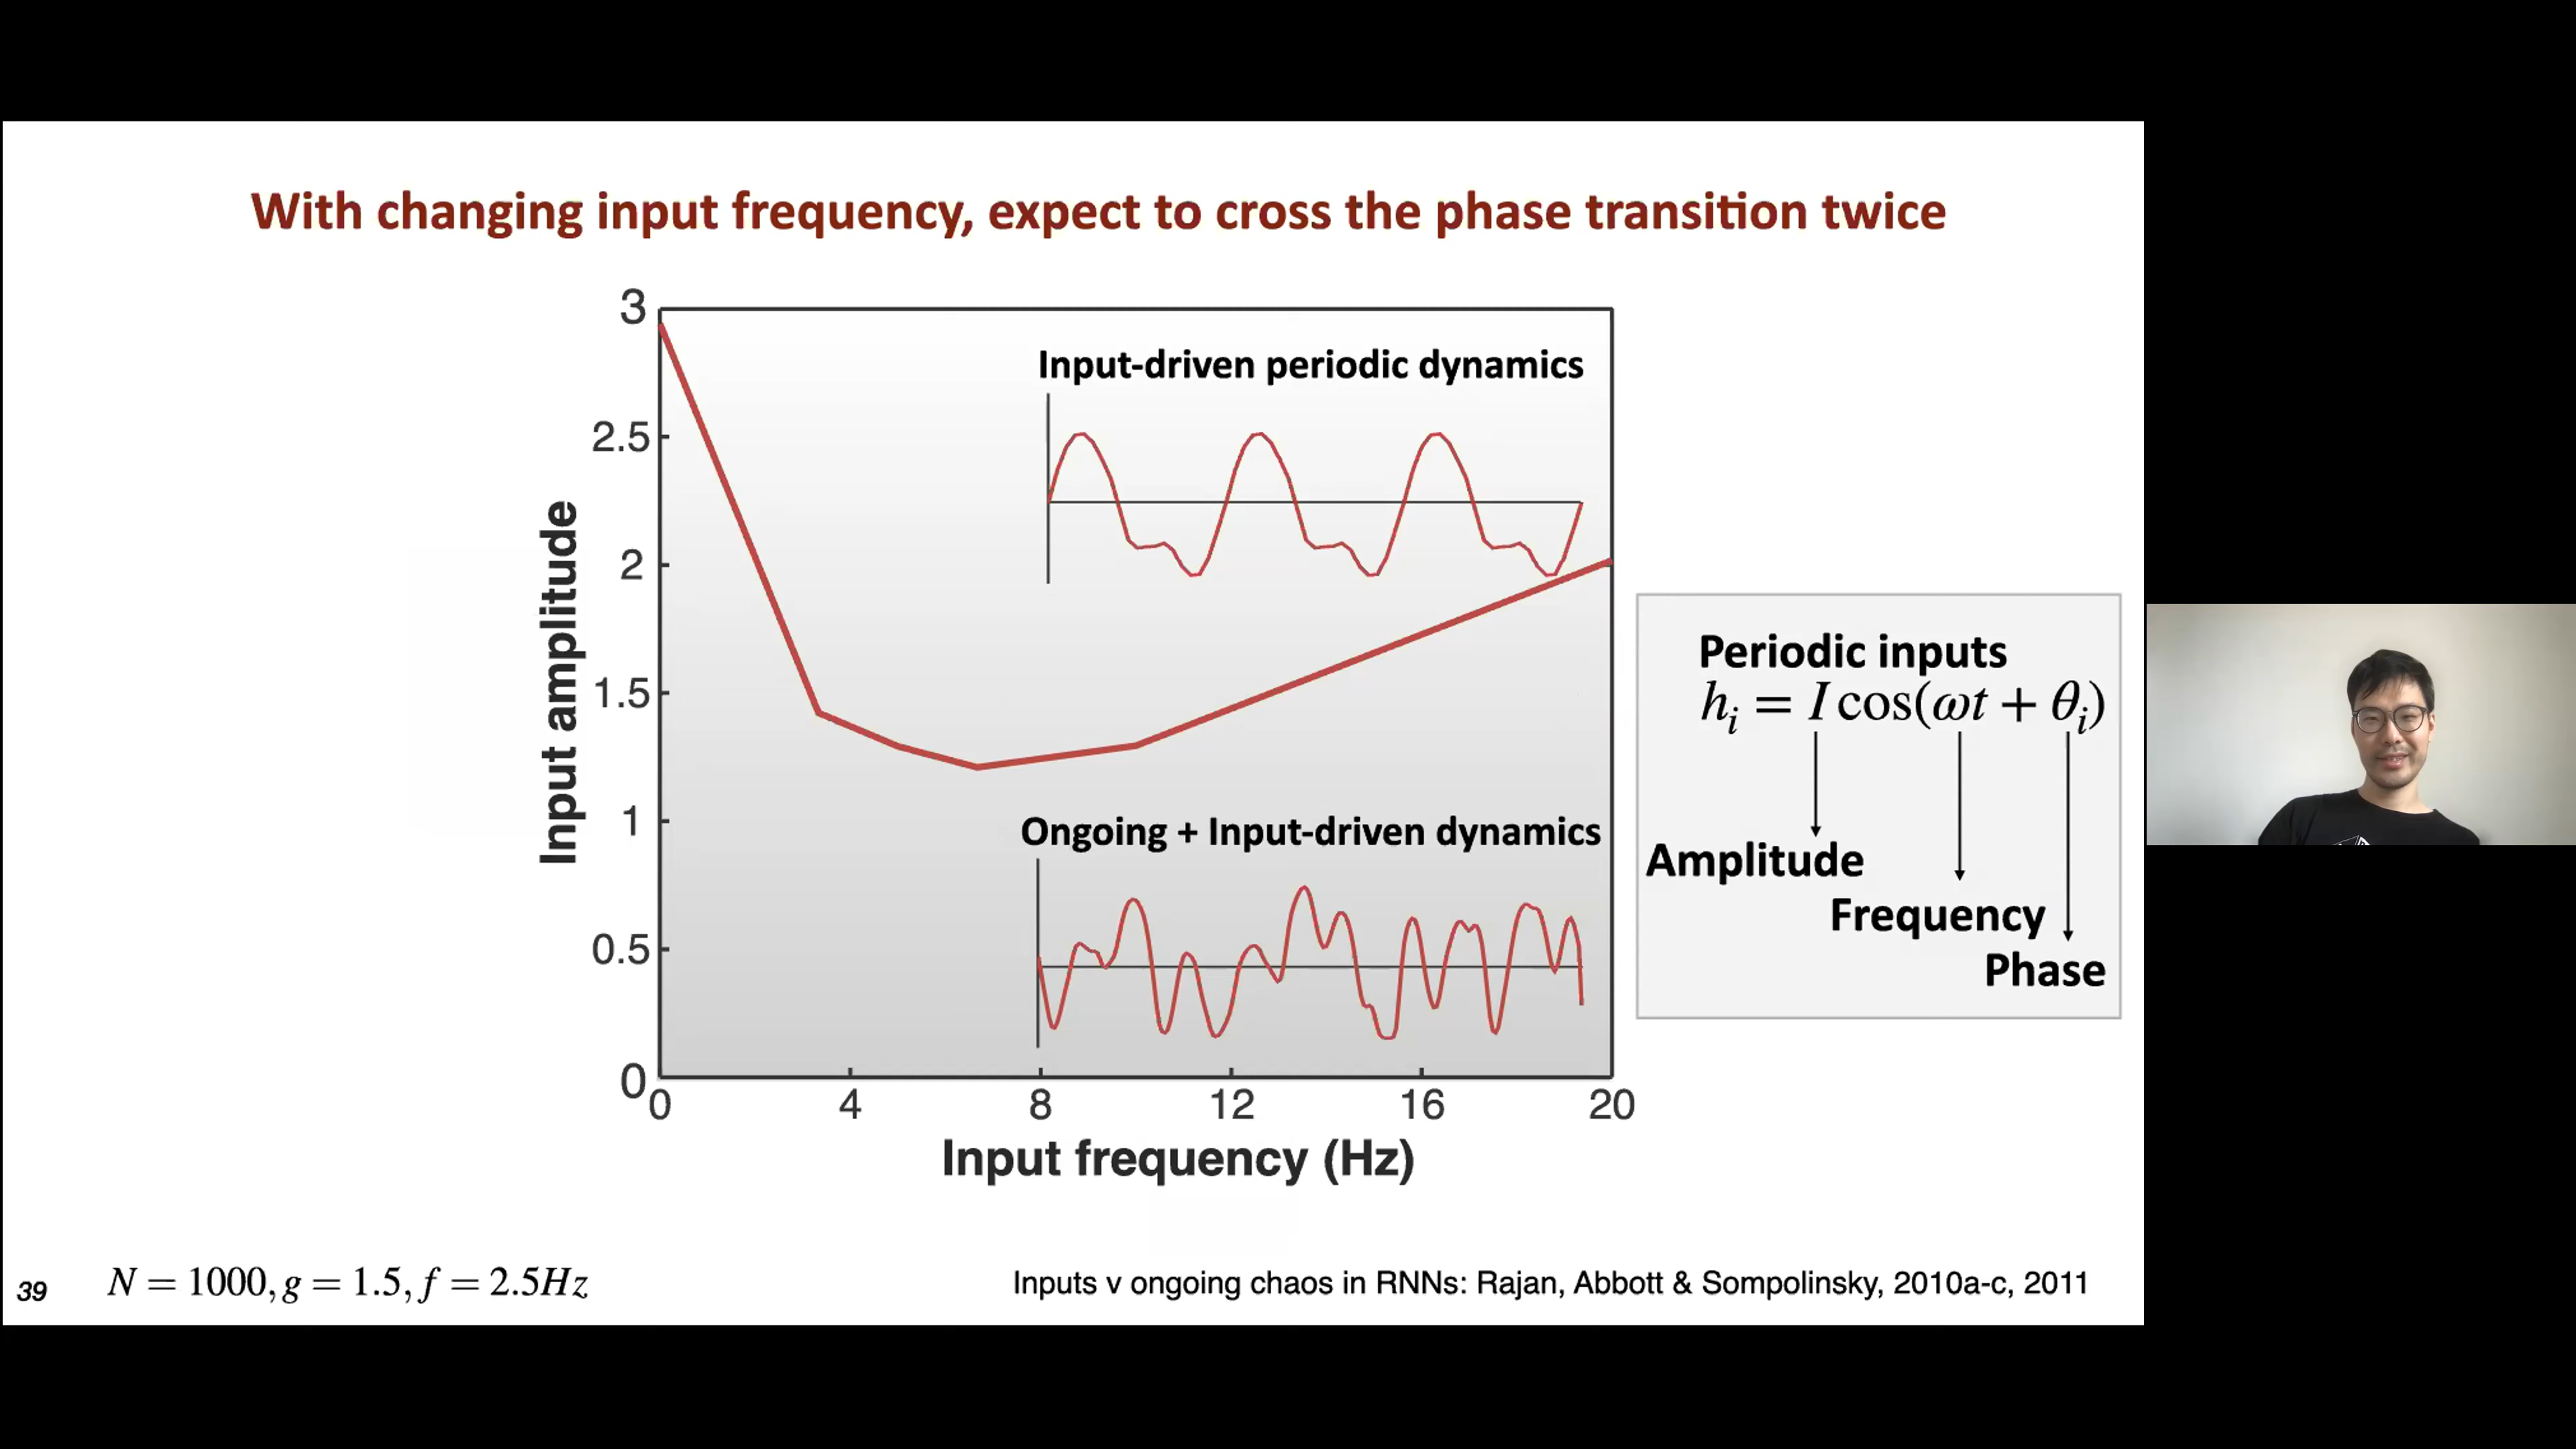 With changing input frequency, expect to cross the phase transition twice
3
2.5
2
1.5
1
0.5
0
Input amplitude
Input-driven periodic dynamics
Ongoing + Input-driven dynamics
0 4 8 12 16 20
Input frequency (Hz)
Periodic inputs
hᵢ = I cos(ωt + θᵢ)
Amplitude
Frequency
Phase
39
N = 1000, g = 1.5, f = 2.5Hz
Inputs v ongoing chaos in RNNs: Rajan, Abbott & Sompolinsky, 2010a-c, 2011